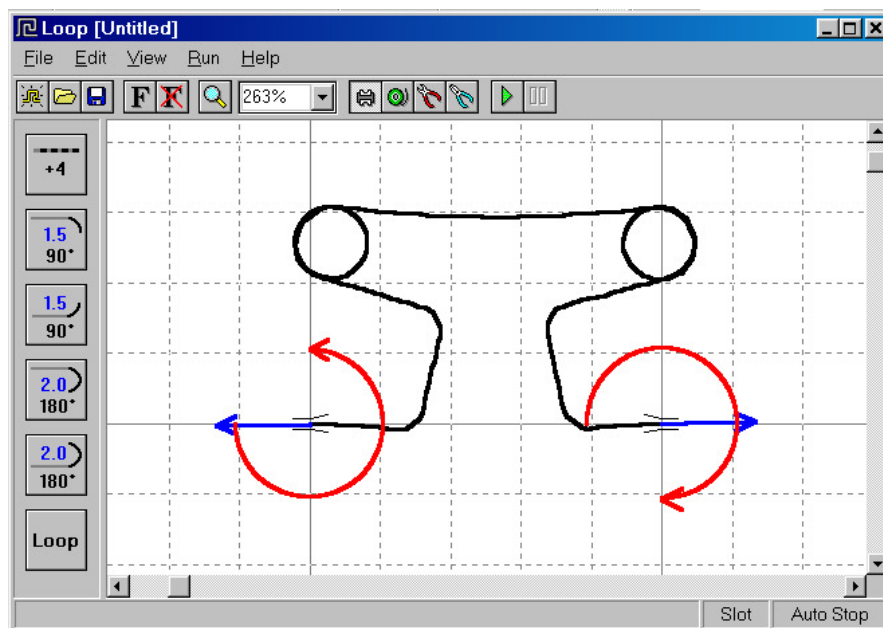 Loop [Untitled]
File Edit View Run Help
F F 263%
+4
1.5
90°
1.5
90°
2.0
180°
2.0
180°
Loop
Slot Auto Stop